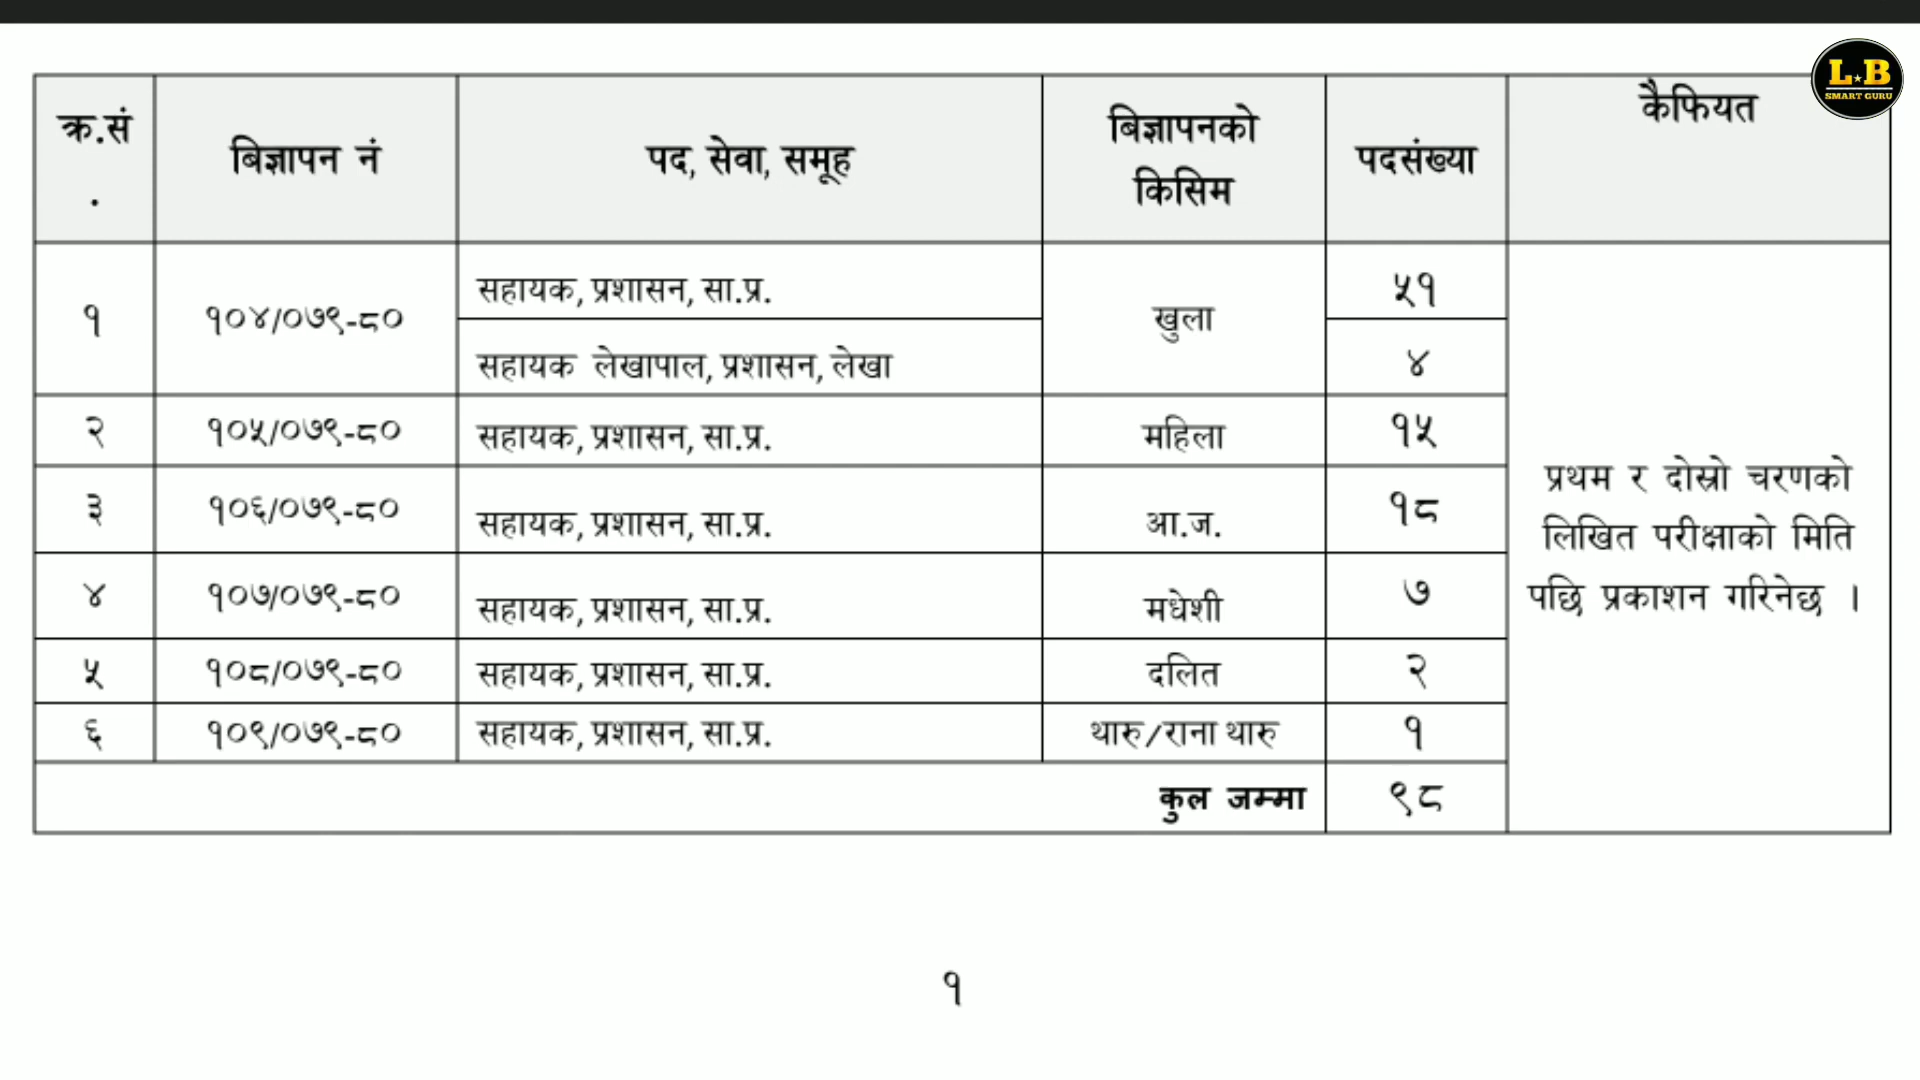 L★B
SMART GURU
क्र.सं
.
बिज्ञापन नं
पद, सेवा, समूह
बिज्ञापनको
किसिम
पदसंख्या
कैफियत
१ १०४/०७९-८० सहायक, प्रशासन, सा.प्र. खुला ५१
सहायक लेखापाल, प्रशासन, लेखा ४
२ १०५/०७९-८० सहायक, प्रशासन, सा.प्र. महिला १५
३ १०६/०७९-८० सहायक, प्रशासन, सा.प्र. आ.ज. १८
४ १०७/०७९-८० सहायक, प्रशासन, सा.प्र. मधेशी ७
५ १०८/०७९-८० सहायक, प्रशासन, सा.प्र. दलित २
६ १०९/०७९-८० सहायक, प्रशासन, सा.प्र. थारु/राना थारु १
कुल जम्मा ९८
प्रथम र दोस्रो चरणको
लिखित परीक्षाको मिति
पछि प्रकाशन गरिनेछ ।
१